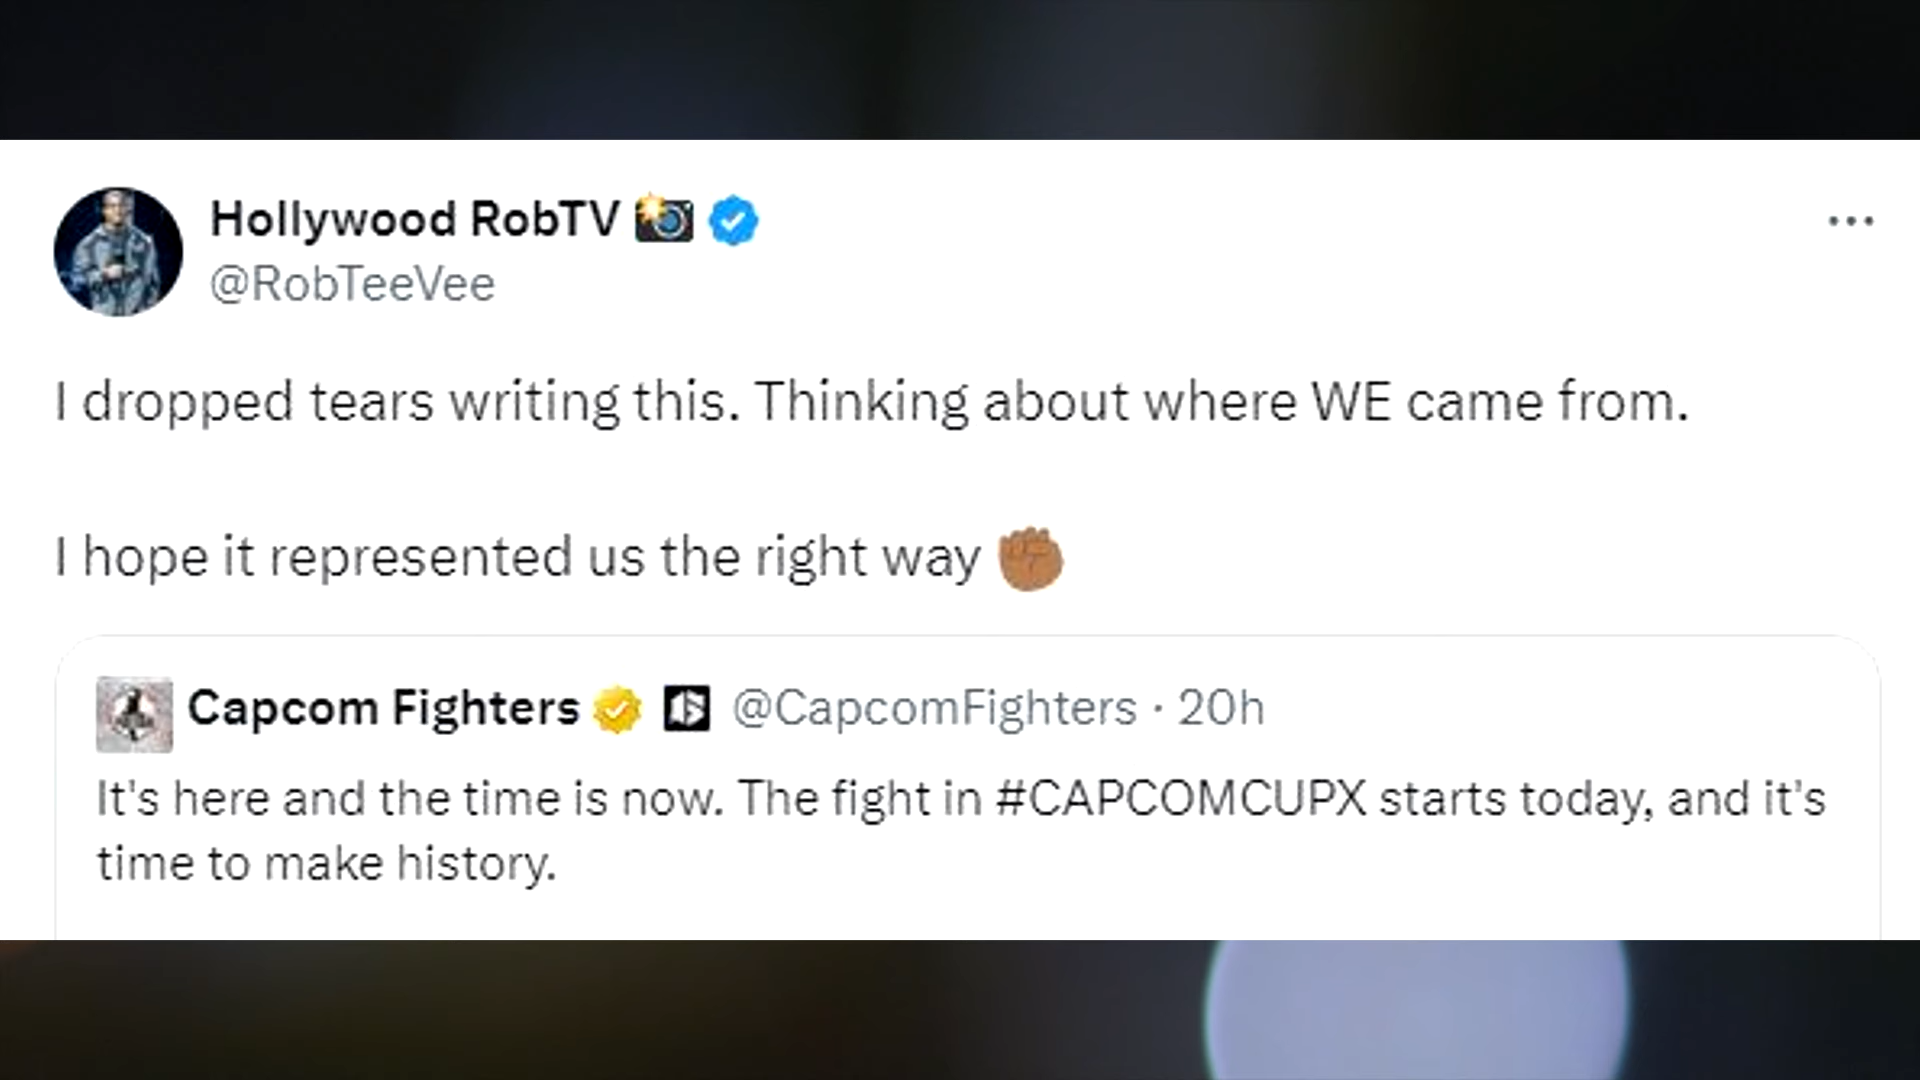 Hollywood RobTV 📸
@RobTeeVee
I dropped tears writing this. Thinking about where WE came from.
I hope it represented us the right way ✊🏾
Capcom Fighters @CapcomFighters · 20h
It's here and the time is now. The fight in #CAPCOMCUPX starts today, and it's
time to make history.